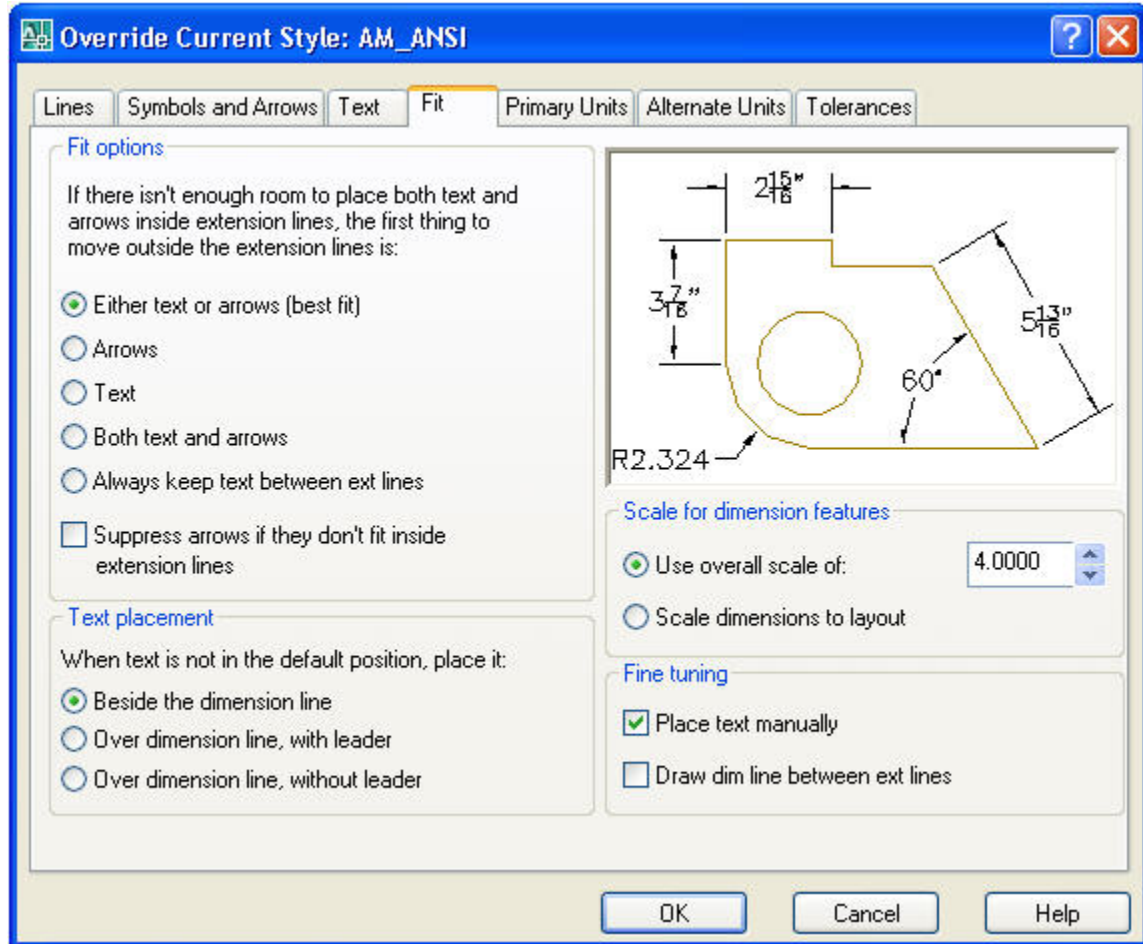 Override Current Style: AM_ANSI
Lines
Symbols and Arrows
Text
Fit
Primary Units
Alternate Units
Tolerances
Fit options
If there isn't enough room to place both text and
arrows inside extension lines, the first thing to
move outside the extension lines is:
Either text or arrows (best fit)
Arrows
Text
Both text and arrows
Always keep text between ext lines
Suppress arrows if they don't fit inside
extension lines
Text placement
When text is not in the default position, place it:
Beside the dimension line
Over dimension line, with leader
Over dimension line, without leader
2 15/16"
3 7/16"
5 13/16"
60°
R2.324
Scale for dimension features
Use overall scale of:
4.0000
Scale dimensions to layout
Fine tuning
Place text manually
Draw dim line between ext lines
OK
Cancel
Help